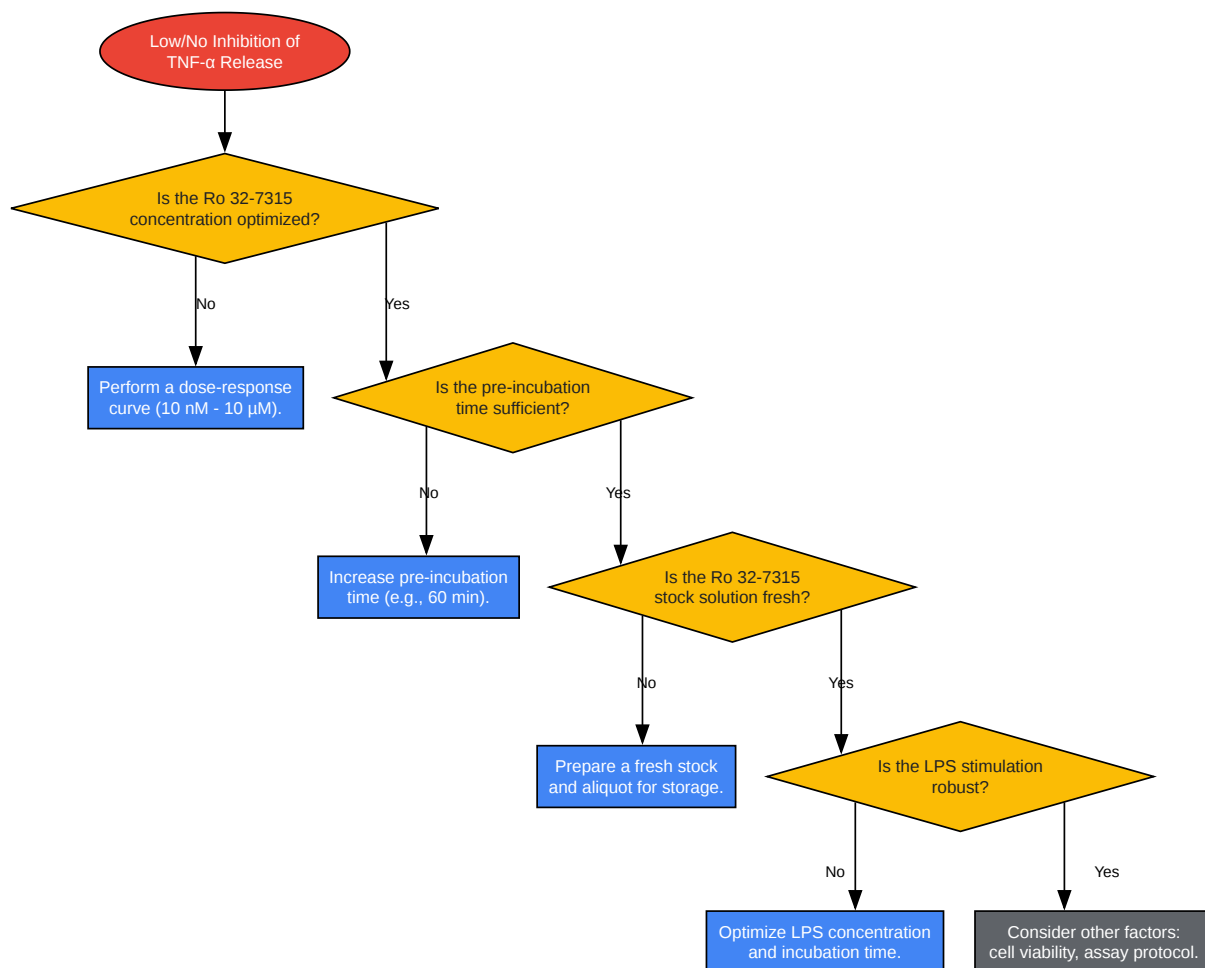 Low/No Inhibition of
TNF-α Release
Is the Ro 32-7315
concentration optimized?
No
Yes
Perform a dose-response
curve (10 nM - 10 µM).
Is the pre-incubation
time sufficient?
No
Yes
Increase pre-incubation
time (e.g., 60 min).
Is the Ro 32-7315
stock solution fresh?
No
Yes
Prepare a fresh stock
and aliquot for storage.
Is the LPS stimulation
robust?
No
Yes
Optimize LPS concentration
and incubation time.
Consider other factors:
cell viability, assay protocol.